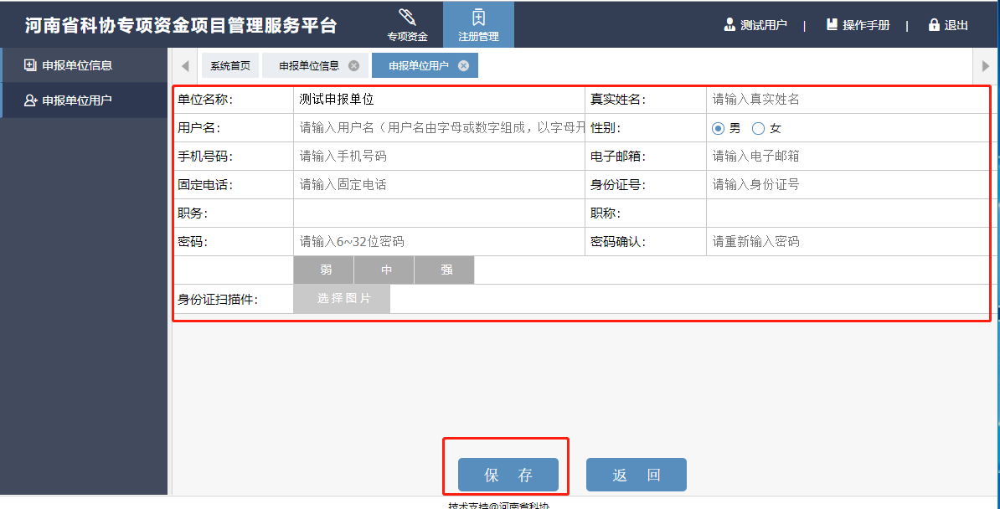 河南省科协专项资金项目管理服务平台
专项资金
注册管理
测试用户 | 操作手册 | 退出
申报单位信息
申报单位用户
系统首页 申报单位信息 申报单位用户
单位名称: 测试申报单位 真实姓名: 请输入真实姓名
用户名: 请输入用户名（用户名由字母或数字组成，以字母开 性别: 男 女
手机号码: 请输入手机号码 电子邮箱: 请输入电子邮箱
固定电话: 请输入固定电话 身份证号: 请输入身份证号
职务: 职称:
密码: 请输入6~32位密码 密码确认: 请重新输入密码
弱 中 强
身份证扫描件: 选择图片
保 存 返 回
技术支持@河南省科协